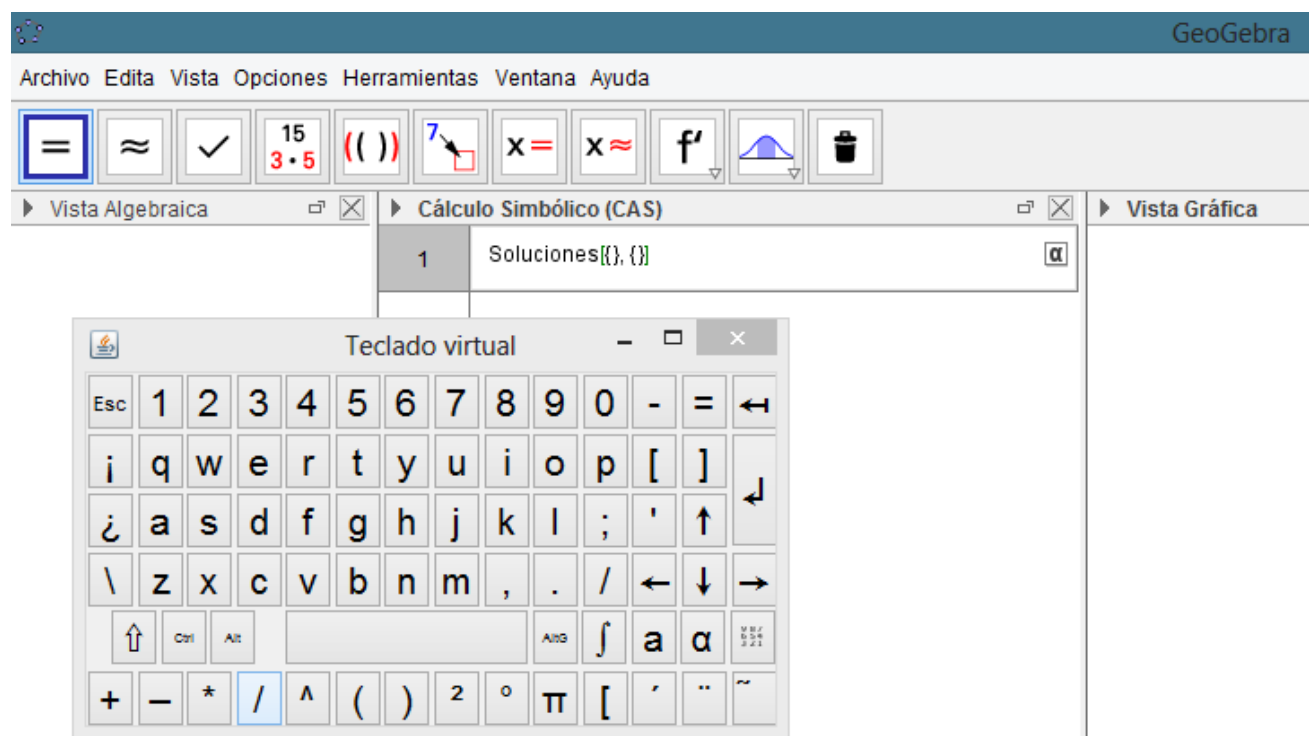 GeoGebra
Archivo Edita Vista Opciones Herramientas Ventana Ayuda
= ≈ ✓ 15 3·5 (( )) 7 x= x≈ f'
Vista Algebraica
Cálculo Simbólico (CAS)
Vista Gráfica
1 Soluciones[{}, {}] α
Teclado virtual
Esc 1 2 3 4 5 6 7 8 9 0 - =
¡ q w e r t y u i o p [ ]
¿ a s d f g h j k l ; ' ↑
\ z x c v b n m , . / ← ↓ →
⇧ Ctrl Alt AltG ∫ a α
+ – * / ^ ( ) ² ° π [ ´ ¨ ~